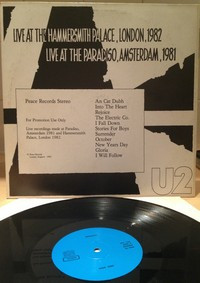 LIVE AT THE HAMMERSMITH PALACE, LONDON, 1982
LIVE AT THE PARADISO, AMSTERDAM, 1981
Peace Records Stereo
For Promotion Use Only
Live recordings made at Paradiso,
Amsterdam 1981 and Hammersmith
Palace, London 1982.
An Cat Dubh
Into The Heart
Rejoice
The Electric Co.
I Fall Down
Stories For Boys
Surrender
October
New Years Day
Gloria
I Will Follow
U2